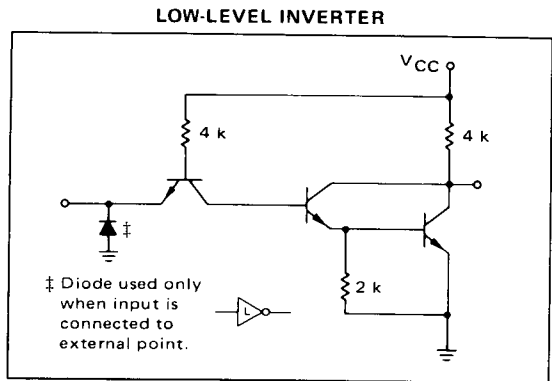 LOW-LEVEL INVERTER
VCC
4 k
4 k
‡
2 k
‡ Diode used only
when input is
connected to
external point.
L